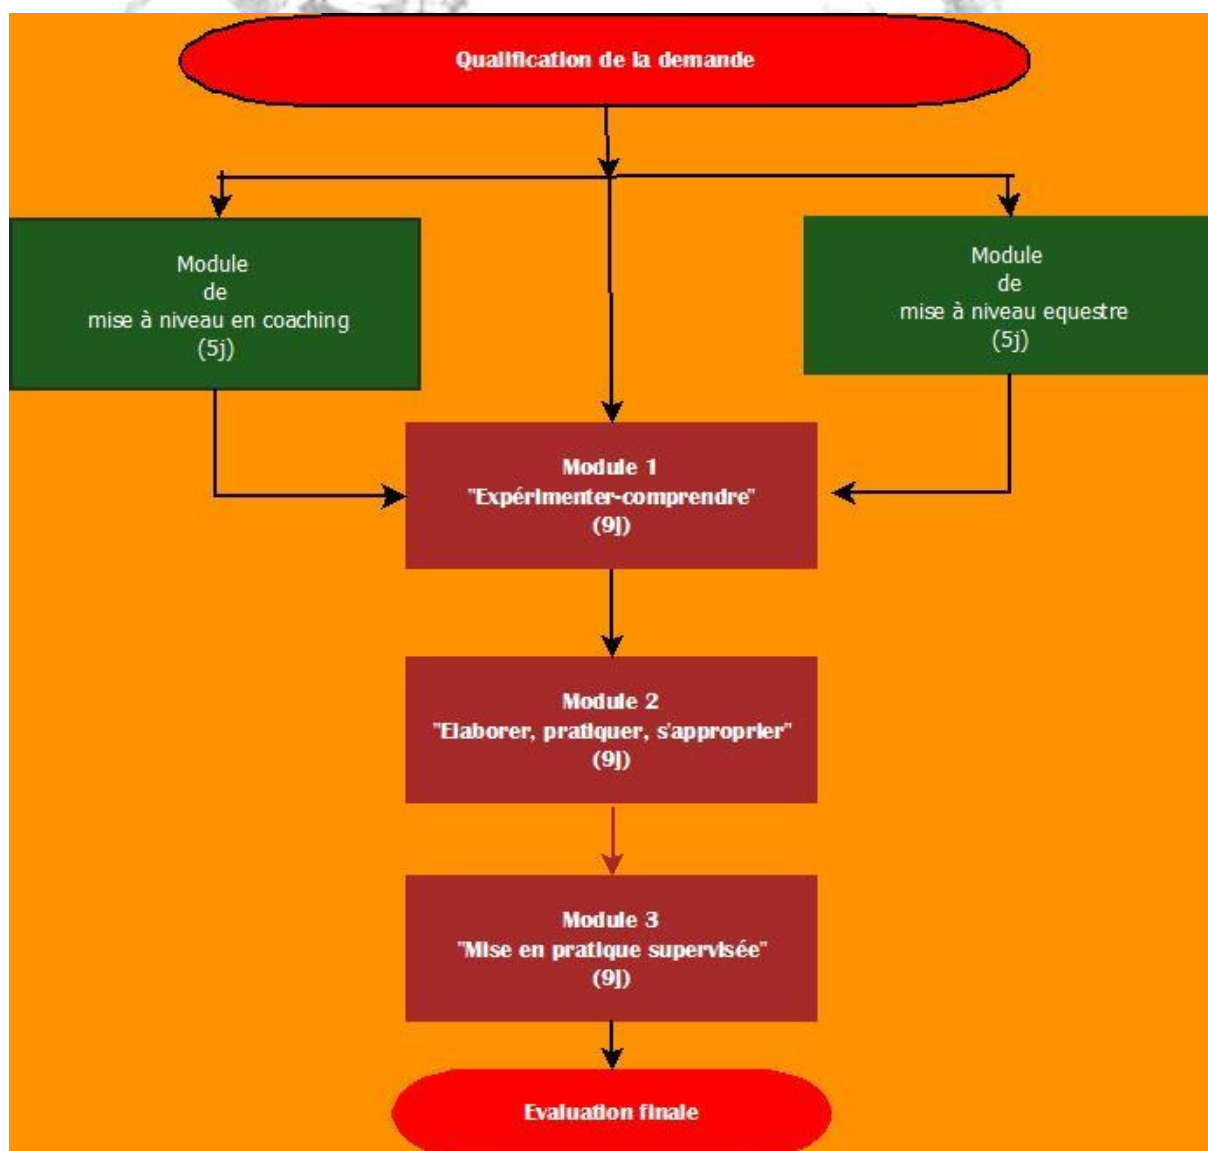 Qualification de la demande
Module
de
mise à niveau en coaching
(5j)
Module
de
mise à niveau equestre
(5j)
Module 1
"Expérimenter-comprendre"
(9j)
Module 2
"Elaborer, pratiquer, s'approprier"
(9j)
Module 3
"Mise en pratique supervisée"
(9j)
Evaluation finale